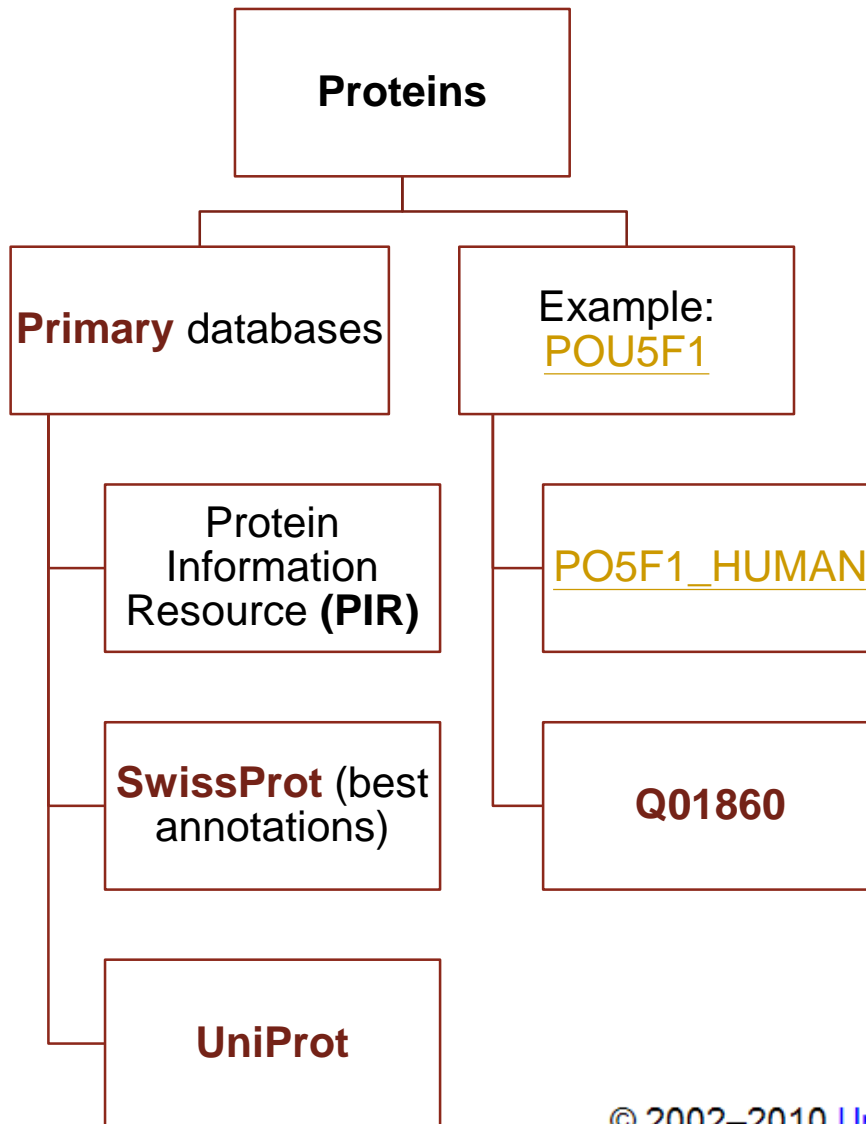 Proteins
Primary databases
Example:
POU5F1
Protein
Information
Resource (PIR)
PO5F1_HUMAN
SwissProt (best
annotations)
Q01860
UniProt
© 2002–2010